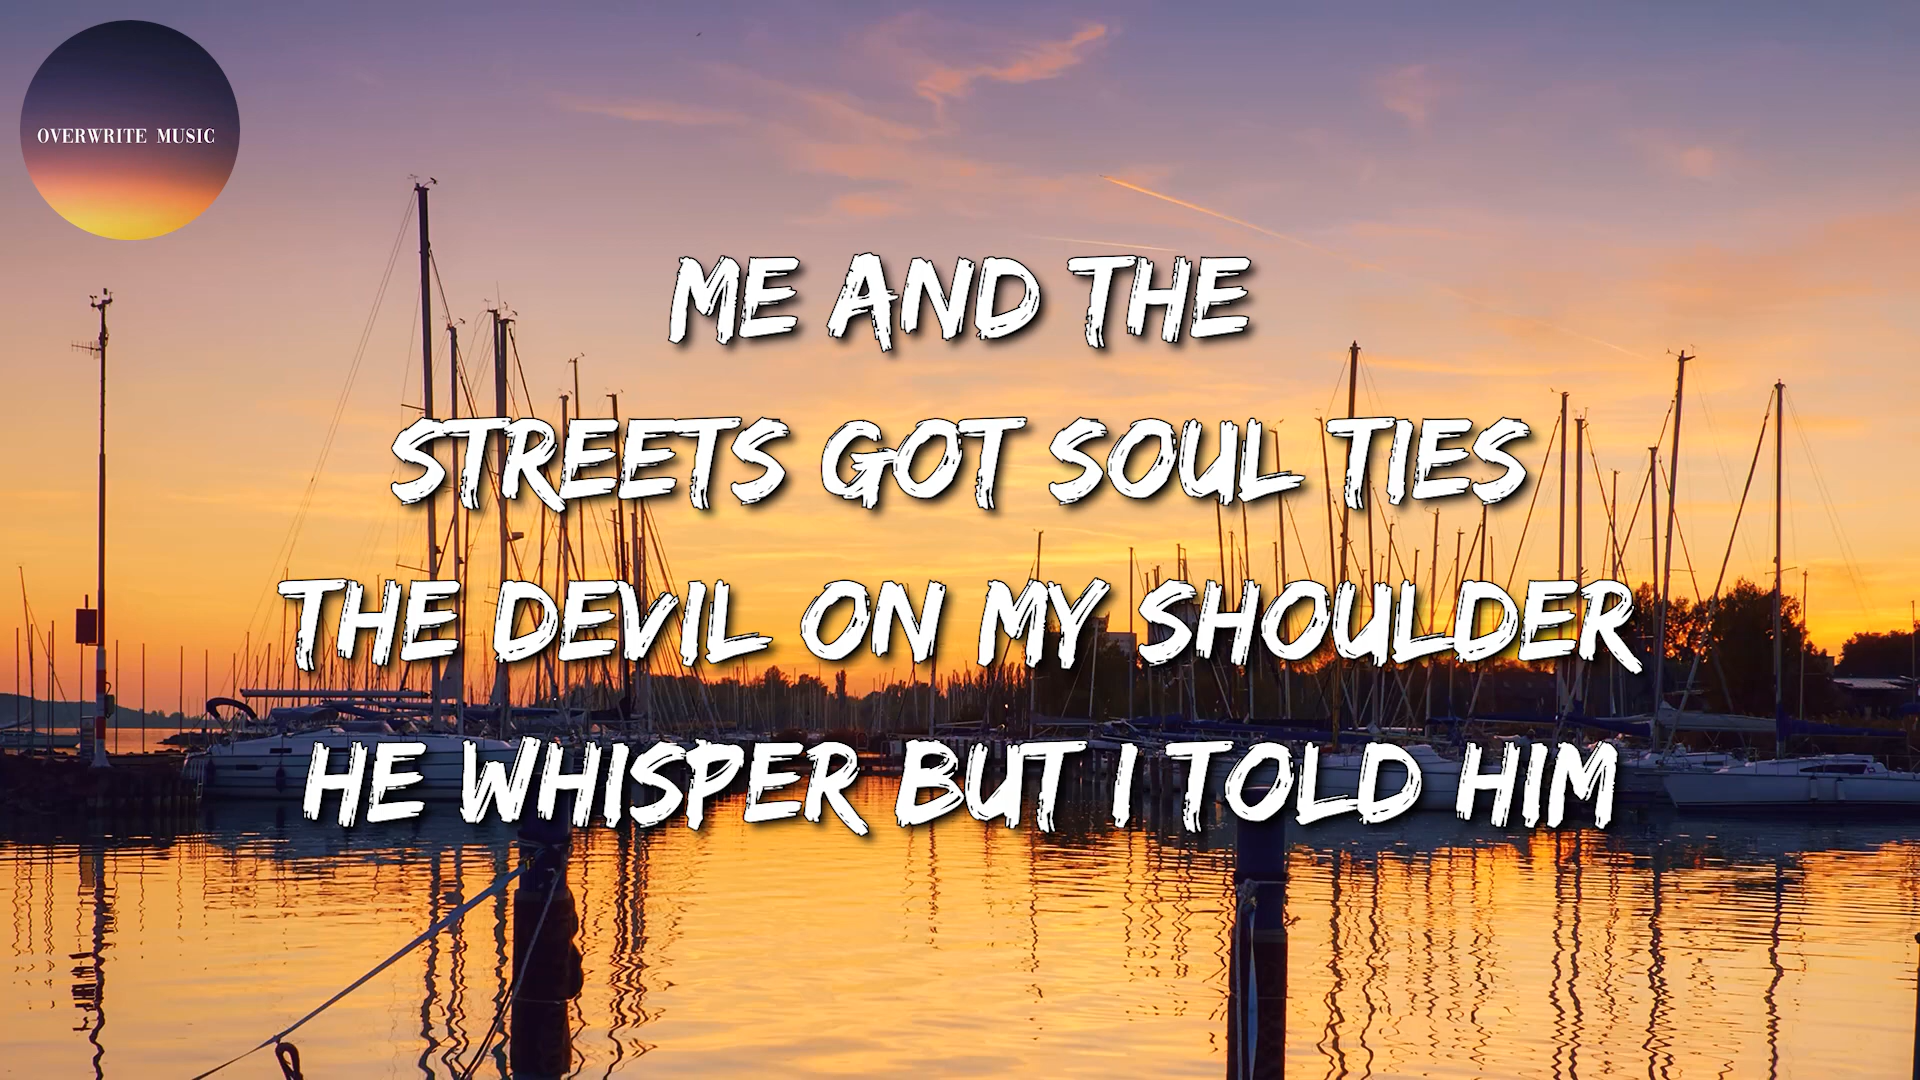 OVERWRITE MUSIC
ME AND THE
STREETS GOT SOUL TIES
THE DEVIL ON MY SHOULDER
HE WHISPER BUT I TOLD HIM